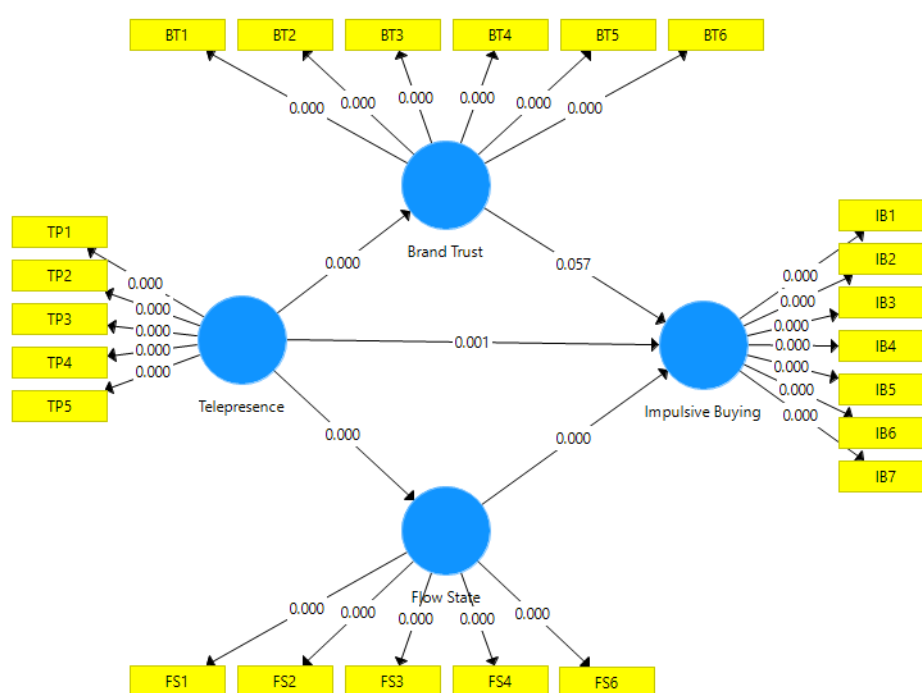 BT1 BT2 BT3 BT4 BT5 BT6
0.000 0.000 0.000 0.000 0.000 0.000
Brand Trust
TP1
TP2
TP3
TP4
TP5
0.000
0.000
0.000
0.000
0.000
Telepresence
0.000
0.057
0.001
0.000
0.000
IB1
IB2
IB3
IB4
IB5
IB6
IB7
0.000
0.000
0.000
0.000
0.000
0.000
0.000
Impulsive Buying
Flow State
0.000 0.000 0.000 0.000 0.000
FS1 FS2 FS3 FS4 FS6